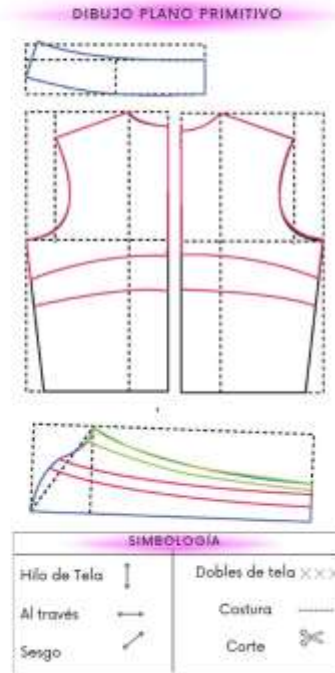 DIBUJO PLANO PRIMITIVO
SIMBOLOGÍA
Hilo de Tela
Dobles de tela
Al través
Costura
Sesgo
Corte